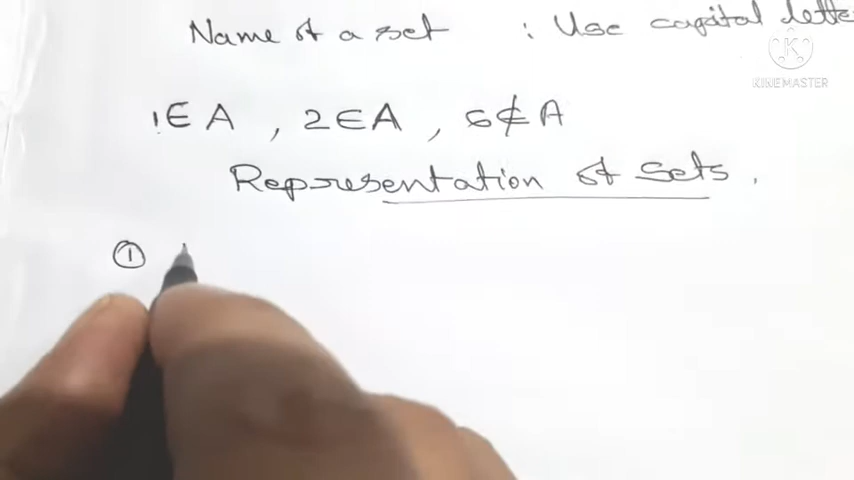 Name of a set : Use capital lette
K
KINEMASTER
1∈A , 2∈A , 6∉A
Representation of Sets .
①